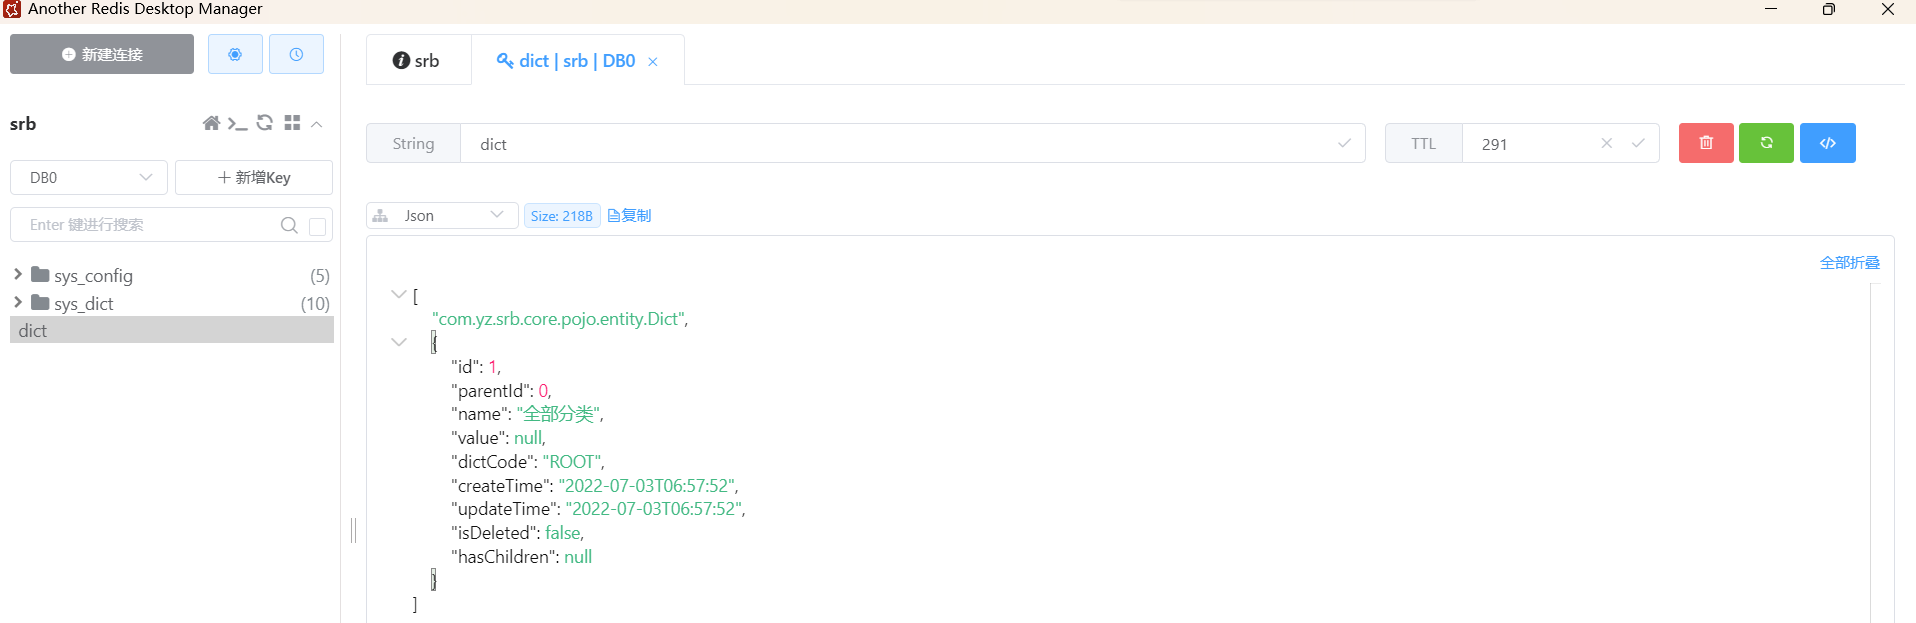 Another Redis Desktop Manager
新建连接
srb
dict | srb | DB0
srb
DB0
新增Key
Enter 键进行搜索
sys_config (5)
sys_dict (10)
dict
String
dict
TTL
291
Json
Size: 218B
复制
全部折叠
[
"com.yz.srb.core.pojo.entity.Dict",
{
"id": 1,
"parentId": 0,
"name": "全部分类",
"value": null,
"dictCode": "ROOT",
"createTime": "2022-07-03T06:57:52",
"updateTime": "2022-07-03T06:57:52",
"isDeleted": false,
"hasChildren": null
}
]